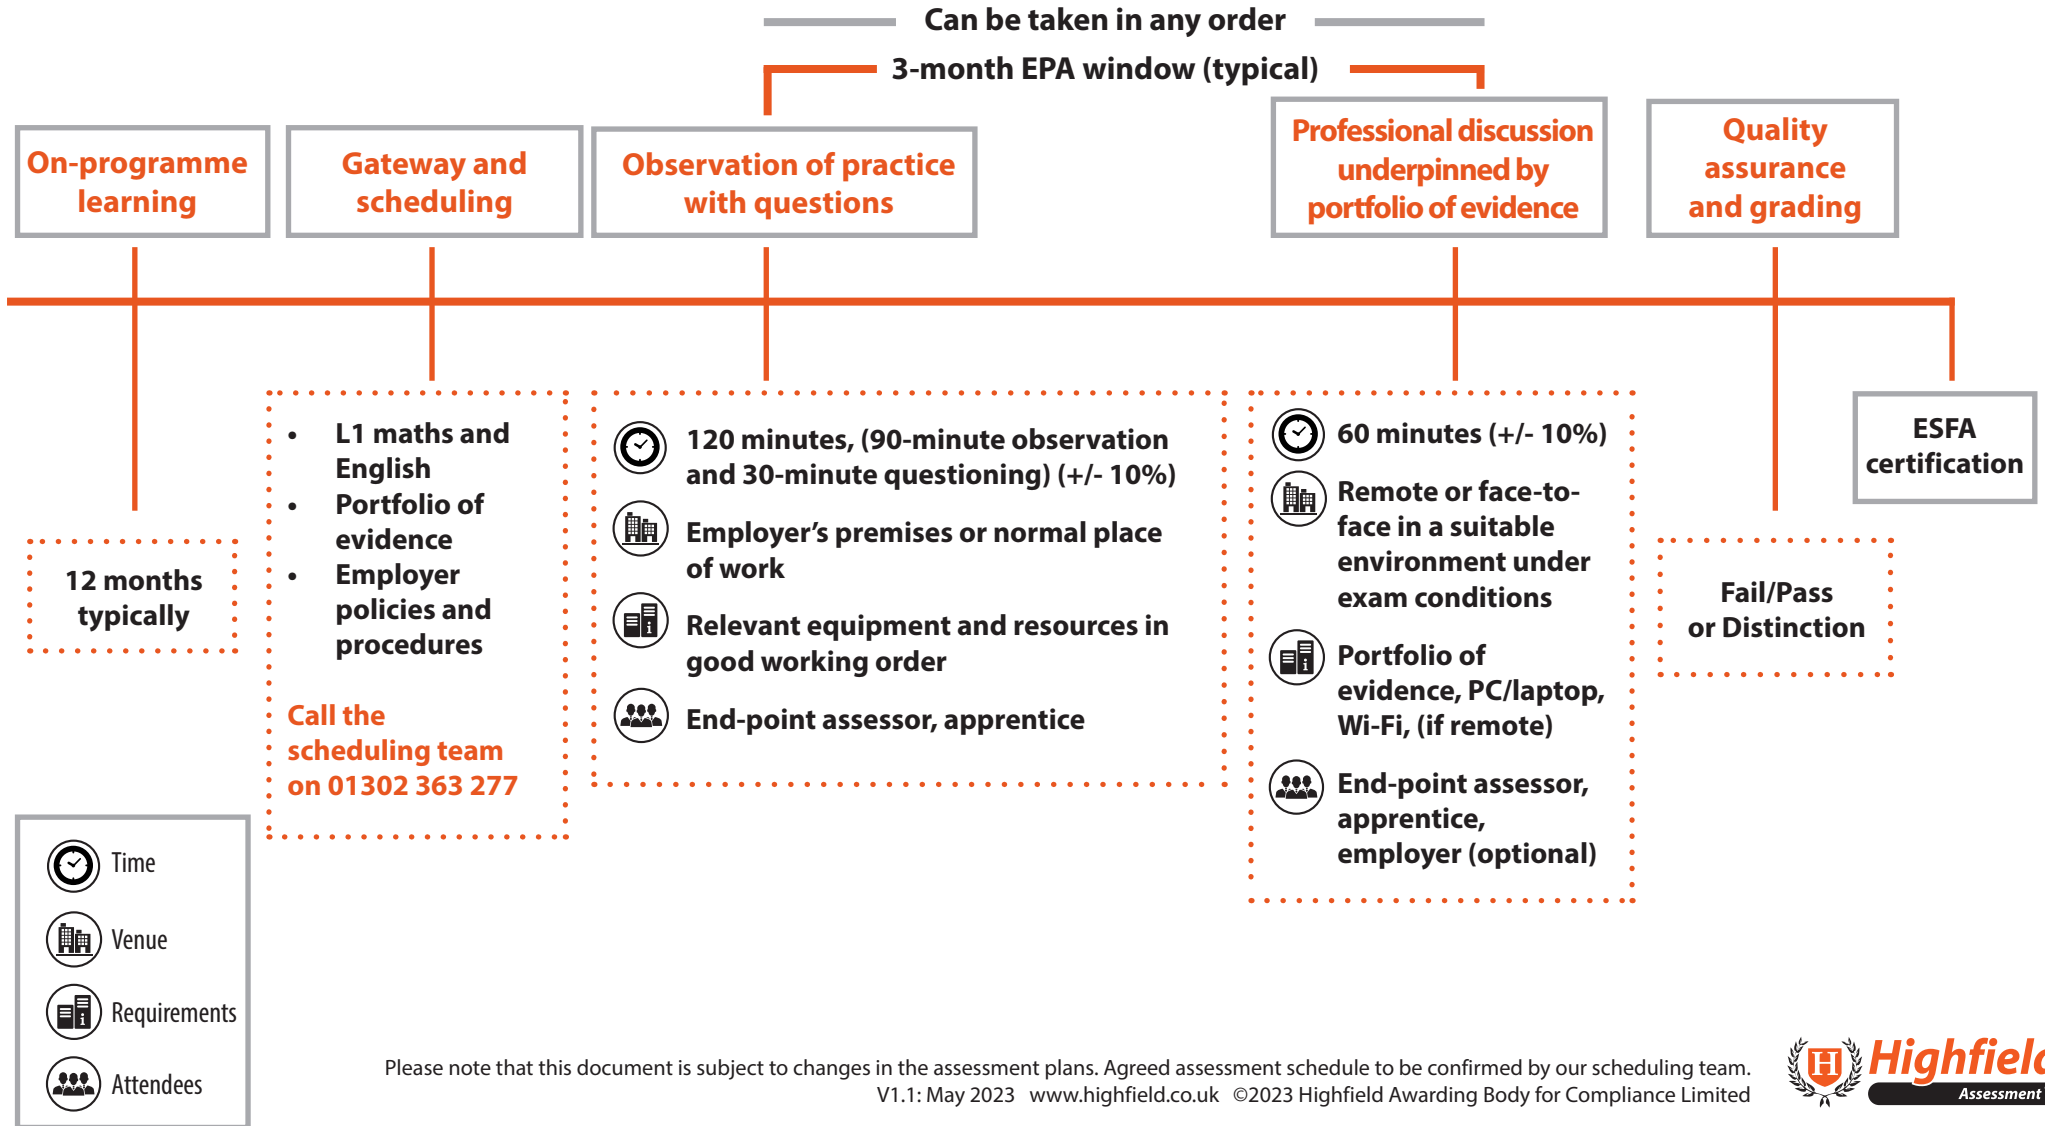 Can be taken in any order
3-month EPA window (typical)
On-programme
learning
Gateway and
scheduling
Observation of practice
with questions
Professional discussion
underpinned by
portfolio of evidence
Quality
assurance
and grading
12 months
typically
• L1 maths and
English
• Portfolio of
evidence
• Employer
policies and
procedures
Call the
scheduling team
on 01302 363 277
120 minutes, (90-minute observation
and 30-minute questioning) (+/- 10%)
Employer’s premises or normal place
of work
Relevant equipment and resources in
good working order
End-point assessor, apprentice
60 minutes (+/- 10%)
Remote or face-to-
face in a suitable
environment under
exam conditions
Portfolio of
evidence, PC/laptop,
Wi-Fi, (if remote)
End-point assessor,
apprentice,
employer (optional)
Fail/Pass
or Distinction
ESFA
certification
Time
Venue
Requirements
Attendees
Please note that this document is subject to changes in the assessment plans. Agreed assessment schedule to be confirmed by our scheduling team.
V1.1: May 2023 www.highfield.co.uk ©2023 Highfield Awarding Body for Compliance Limited
H
Highfield
Assessment